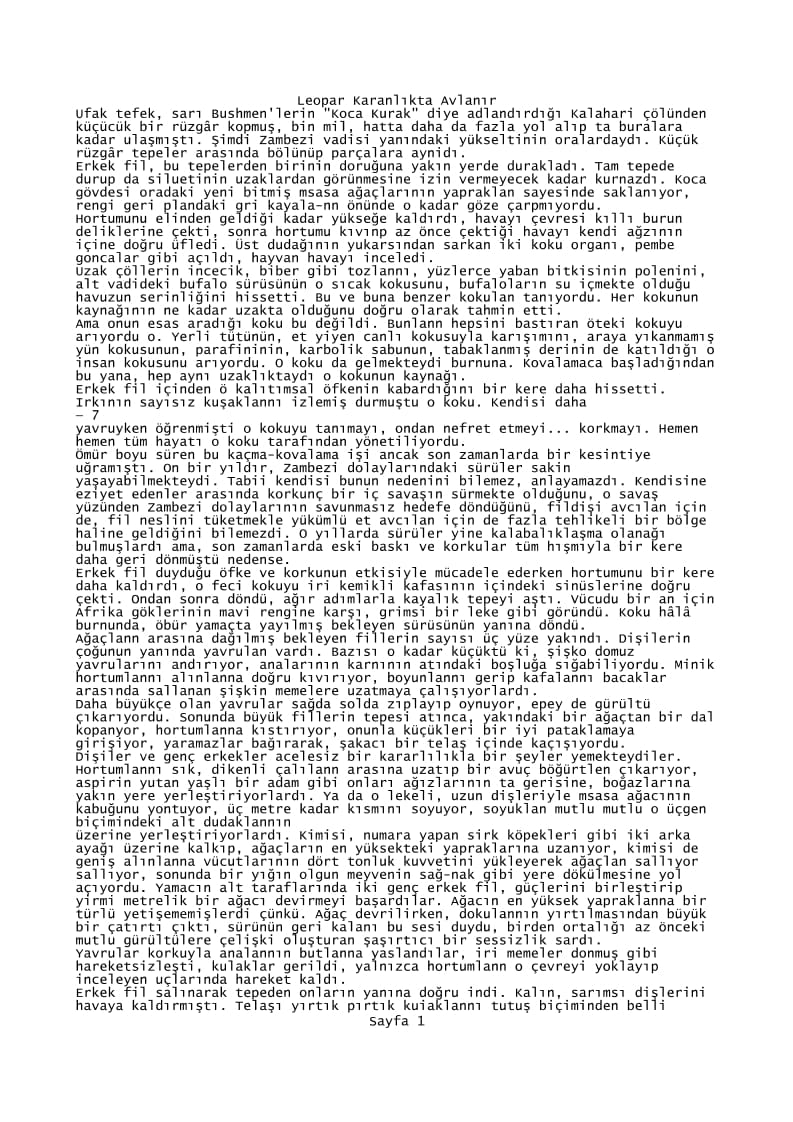 Leopar Karanlıkta Avlanır
Ufak tefek, sarı Bushmen'lerin "Koca Kurak" diye adlandırdığı Kalahari çölünden
küçücük bir rüzgâr kopmuş, bin mil, hatta daha da fazla yol alıp ta buralara
kadar ulaşmıştı. Şimdi Zambezi vadisi yanındaki yükseltinin oralardaydı. Küçük
rüzgâr tepeler arasında bölünüp parçalara aynidı.
Erkek fil, bu tepelerden birinin doruğuna yakın yerde durakladı. Tam tepede
durup da siluetinin uzaklardan görünmesine izin vermeyecek kadar kurnazdı. Koca
gövdesi oradaki yeni bitmiş msasa ağaçlarının yapraklan sayesinde saklanıyor,
rengi geri plandaki gri kayala-nn önünde o kadar göze çarpmıyordu.
Hortumunu elinden geldiği kadar yükseğe kaldırdı, havayı çevresi kıllı burun
deliklerine çekti, sonra hortumu kıvınp az önce çektiği havayı kendi ağzının
içine doğru üfledi. Üst dudağının yukarsından sarkan iki koku organı, pembe
goncalar gibi açıldı, hayvan havayı inceledi.
Uzak çöllerin incecik, biber gibi tozlannı, yüzlerce yaban bitkisinin polenini,
alt vadideki bufalo sürüsünün o sıcak kokusunu, bufaloların su içmekte olduğu
havuzun serinliğini hissetti. Bu ve buna benzer kokulan tanıyordu. Her kokunun
kaynağının ne kadar uzakta olduğunu doğru olarak tahmin etti.
Ama onun esas aradığı koku bu değildi. Bunlann hepsini bastıran öteki kokuyu
arıyordu o. Yerli tütünün, et yiyen canlı kokusuyla karışımını, araya yıkanmamış
yün kokusunun, parafininin, karbolik sabunun, tabaklanmış derinin de katıldığı o
insan kokusunu arıyordu. O koku da gelmekteydi burnuna. Kovalamaca başladığından
bu yana, hep aynı uzaklıktaydı o kokunun kaynağı.
Erkek fil içinden ö kalıtımsal öfkenin kabardığını bir kere daha hissetti.
Irkının sayısız kuşaklannı izlemiş durmuştu o koku. Kendisi daha
— 7
yavruyken öğrenmişti o kokuyu tanımayı, ondan nefret etmeyi... korkmayı. Hemen
hemen tüm hayatı o koku tarafından yönetiliyordu.
Ömür boyu süren bu kaçma-kovalama işi ancak son zamanlarda bir kesintiye
uğramıştı. On bir yıldır, Zambezi dolaylarındaki sürüler sakin
yaşayabilmekteydi. Tabii kendisi bunun nedenini bilemez, anlayamazdı. Kendisine
eziyet edenler arasında korkunç bir iç savaşın sürmekte olduğunu, o savaş
yüzünden Zambezi dolaylarının savunmasız hedefe döndüğünü, fildişi avcılan için
de, fil neslini tüketmekle yükümlü et avcılan için de fazla tehlikeli bir bölge
haline geldiğini bilemezdi. O yıllarda sürüler yine kalabalıklaşma olanağı
bulmuşlardı ama, son zamanlarda eski baskı ve korkular tüm hışmıyla bir kere
daha geri dönmüştü nedense.
Erkek fil duyduğu öfke ve korkunun etkisiyle mücadele ederken hortumunu bir kere
daha kaldırdı, o feci kokuyu iri kemikli kafasının içindeki sinüslerine doğru
çekti. Ondan sonra döndü, ağır adımlarla kayalık tepeyi aştı. Vücudu bir an için
Afrika göklerinin mavi rengine karşı, grimsi bir leke gibi göründü. Koku hâlâ
burnunda, öbür yamaçta yayılmış bekleyen sürüsünün yanına döndü.
Ağaçlann arasına dağılmış bekleyen fillerin sayısı üç yüze yakındı. Dişilerin
çoğunun yanında yavrulan vardı. Bazısı o kadar küçüktü ki, şişko domuz
yavrularını andırıyor, analarının karnının atındaki boşluğa sığabiliyordu. Minik
hortumlannı alınlanna doğru kıvırıyor, boyunlannı gerip kafalannı bacaklar
arasında sallanan şişkin memelere uzatmaya çalışıyorlardı.
Daha büyükçe olan yavrular sağda solda zıplayıp oynuyor, epey de gürültü
çıkarıyordu. Sonunda büyük fillerin tepesi atınca, yakındaki bir ağaçtan bir dal
kopanyor, hortumlanna kıstırıyor, onunla küçükleri bir iyi pataklamaya
girişiyor, yaramazlar bağırarak, şakacı bir telaş içinde kaçışıyordu.
Dişiler ve genç erkekler acelesiz bir kararlılıkla bir şeyler yemekteydiler.
Hortumlannı sık, dikenli çalılann arasına uzatıp bir avuç böğürtlen çıkarıyor,
aspirin yutan yaşlı bir adam gibi onları ağızlarının ta gerisine, boğazlarına
yakın yere yerleştiriyorlardı. Ya da o lekeli, uzun dişleriyle msasa ağacının
kabuğunu yontuyor, üç metre kadar kısmını soyuyor, soyuklan mutlu mutlu o üçgen
biçimindeki alt dudaklannın
üzerine yerleştiriyorlardı. Kimisi, numara yapan sirk köpekleri gibi iki arka
ayağı üzerine kalkıp, ağaçların en yüksekteki yapraklarına uzanıyor, kimisi de
geniş alınlanna vücutlarının dört tonluk kuvvetini yükleyerek ağaçlan sallıyor
sallıyor, sonunda bir yığın olgun meyvenin sağ-nak gibi yere dökülmesine yol
açıyordu. Yamacın alt taraflarında iki genç erkek fil, güçlerini birleştirip
yirmi metrelik bir ağacı devirmeyi başardılar. Ağacın en yüksek yapraklanna bir
türlü yetişememişlerdi çünkü. Ağaç devrilirken, dokulannın yırtılmasından büyük
bir çatırtı çıktı, sürünün geri kalanı bu sesi duydu, birden ortalığı az önceki
mutlu gürültülere çelişki oluşturan şaşırtıcı bir sessizlik sardı.
Yavrular korkuyla analannın butlanna yaslandılar, iri memeler donmuş gibi
hareketsizleşti, kulaklar gerildi, yalnızca hortumlann o çevreyi yoklayıp
inceleyen uçlarında hareket kaldı.
Erkek fil salınarak tepeden onların yanına doğru indi. Kalın, sarımsı dişlerini
havaya kaldırmıştı. Telaşı yırtık pırtık kuiaklannı tutuş biçiminden belli
Sayfa 1